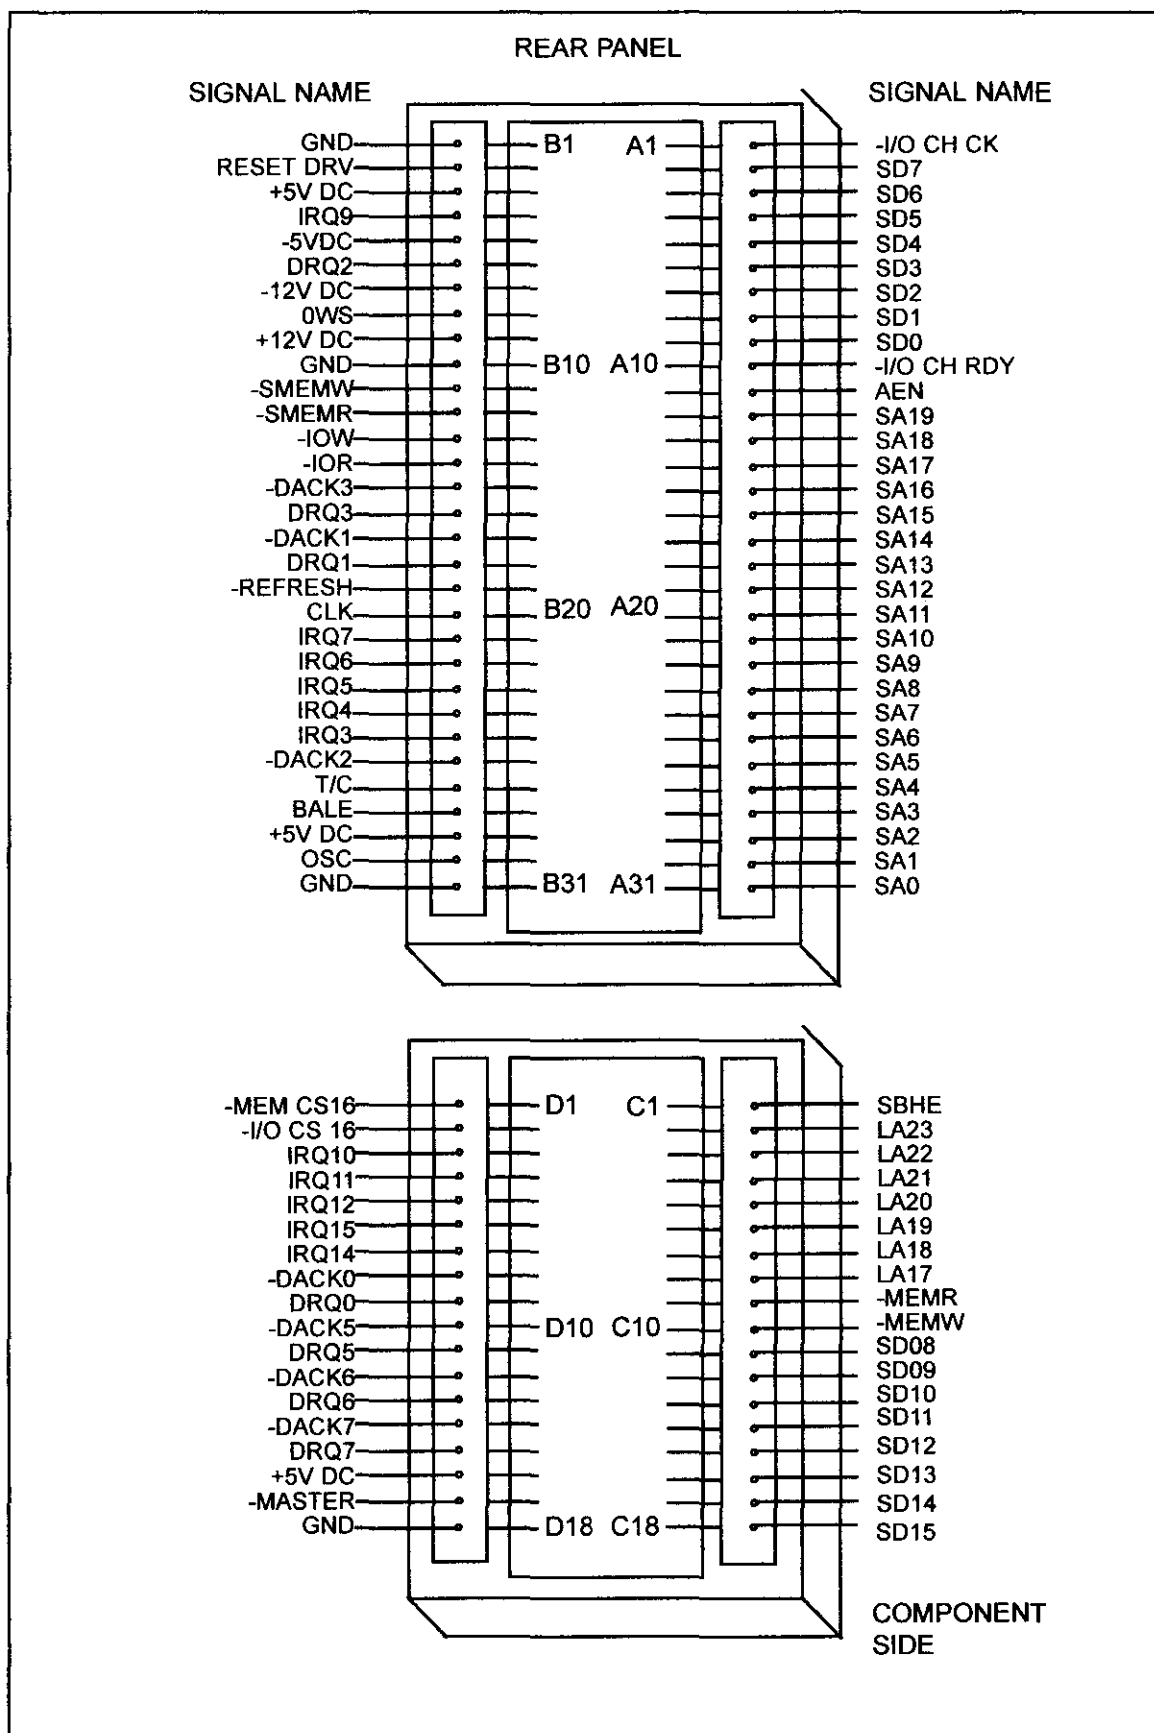 REAR PANEL
SIGNAL NAME SIGNAL NAME
GND B1 A1 -I/O CH CK
RESET DRV SD7
+5V DC SD6
IRQ9 SD5
-5VDC SD4
DRQ2 SD3
-12V DC SD2
0WS SD1
+12V DC SD0
GND B10 A10 -I/O CH RDY
-SMEMW AEN
-SMEMR SA19
-IOW SA18
-IOR SA17
-DACK3 SA16
DRQ3 SA15
-DACK1 SA14
DRQ1 SA13
-REFRESH SA12
CLK B20 A20 SA11
IRQ7 SA10
IRQ6 SA9
IRQ5 SA8
IRQ4 SA7
IRQ3 SA6
-DACK2 SA5
T/C SA4
BALE SA3
+5V DC SA2
OSC SA1
GND B31 A31 SA0
-MEM CS16 D1 C1 SBHE
-I/O CS 16 LA23
IRQ10 LA22
IRQ11 LA21
IRQ12 LA20
IRQ15 LA19
IRQ14 LA18
-DACK0 LA17
DRQ0 -MEMR
-DACK5 D10 C10 -MEMW
DRQ5 SD08
-DACK6 SD09
DRQ6 SD10
-DACK7 SD11
DRQ7 SD12
+5V DC SD13
-MASTER SD14
GND D18 C18 SD15
COMPONENT
SIDE